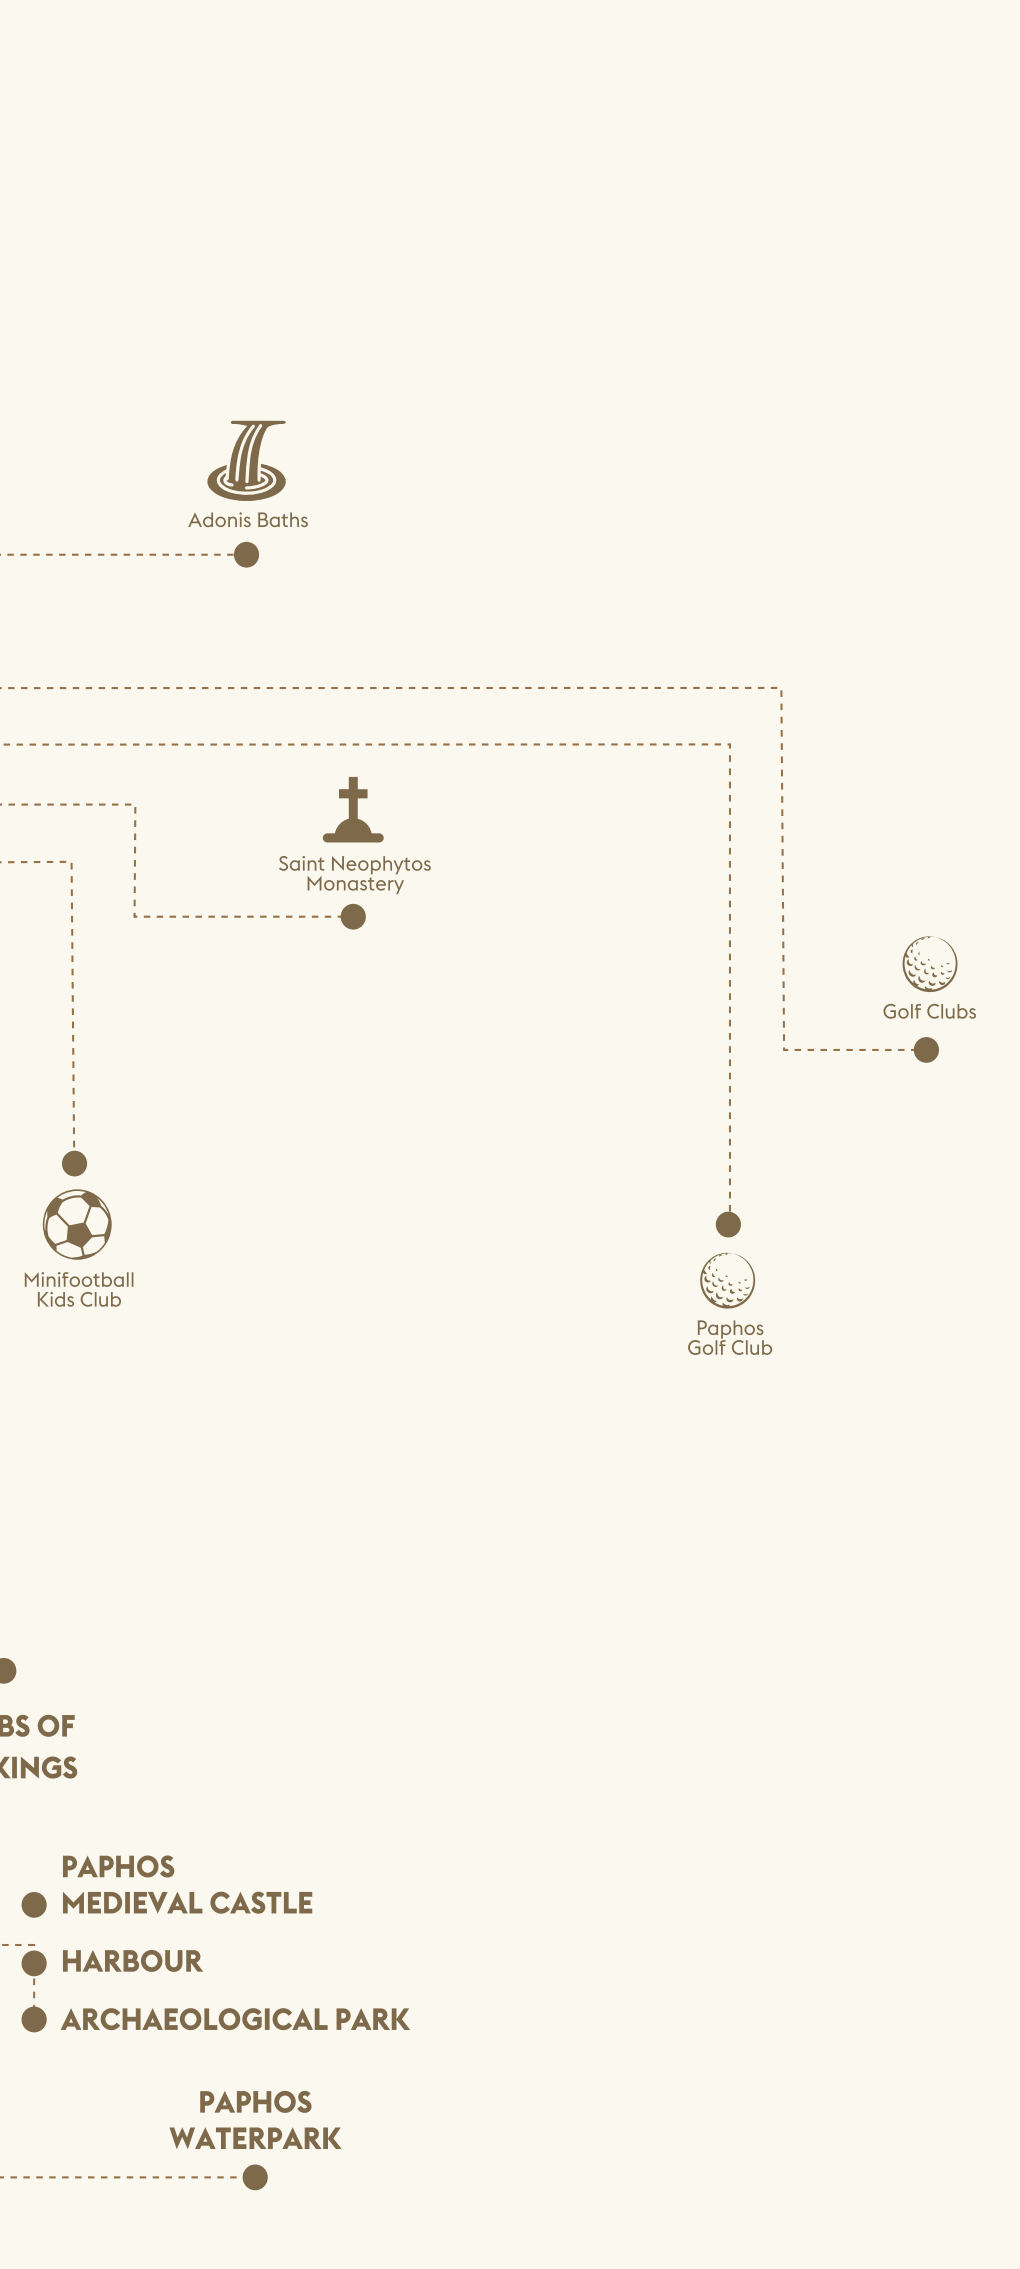 Adonis Baths
Saint Neophytos
Monastery
Golf Clubs
Minifootball
Kids Club
Paphos
Golf Club
BS OF
KINGS
PAPHOS
MEDIEVAL CASTLE
HARBOUR
ARCHAEOLOGICAL PARK
PAPHOS
WATERPARK